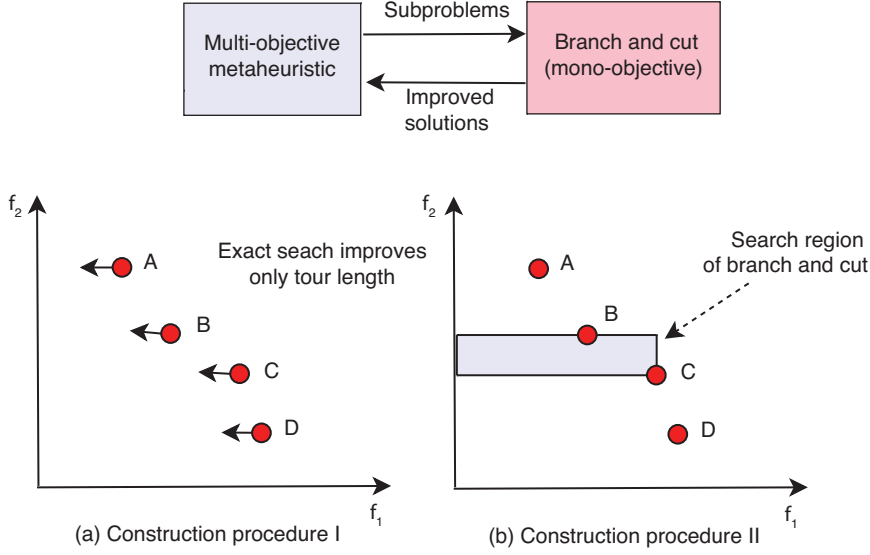 Subproblems
Multi-objective
metaheuristic
Branch and cut
(mono-objective)
Improved
solutions
f2
A
B
C
D
Exact seach improves
only tour length
f1
(a) Construction procedure I
f2
A
B
C
D
Search region
of branch and cut
f1
(b) Construction procedure II